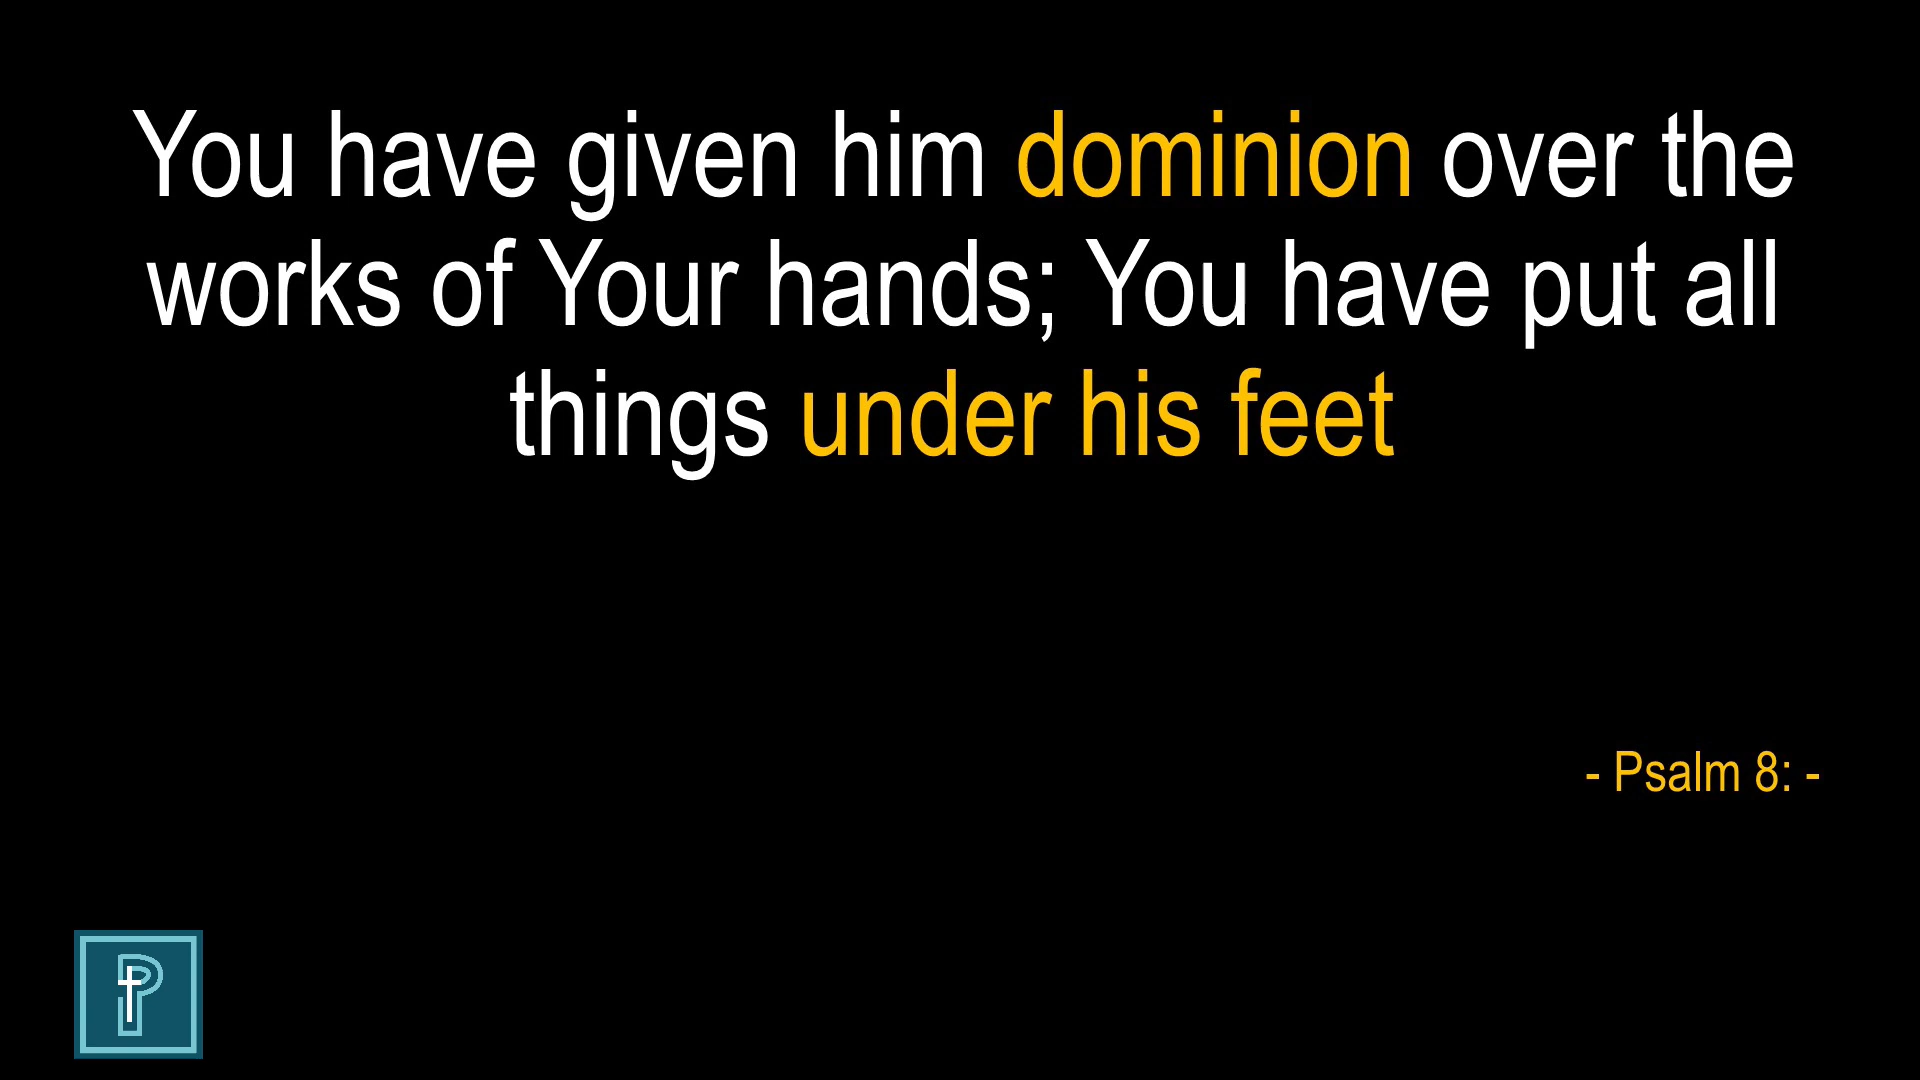 You have given him dominion over the
works of Your hands; You have put all
things under his feet
- Psalm 8: -
P